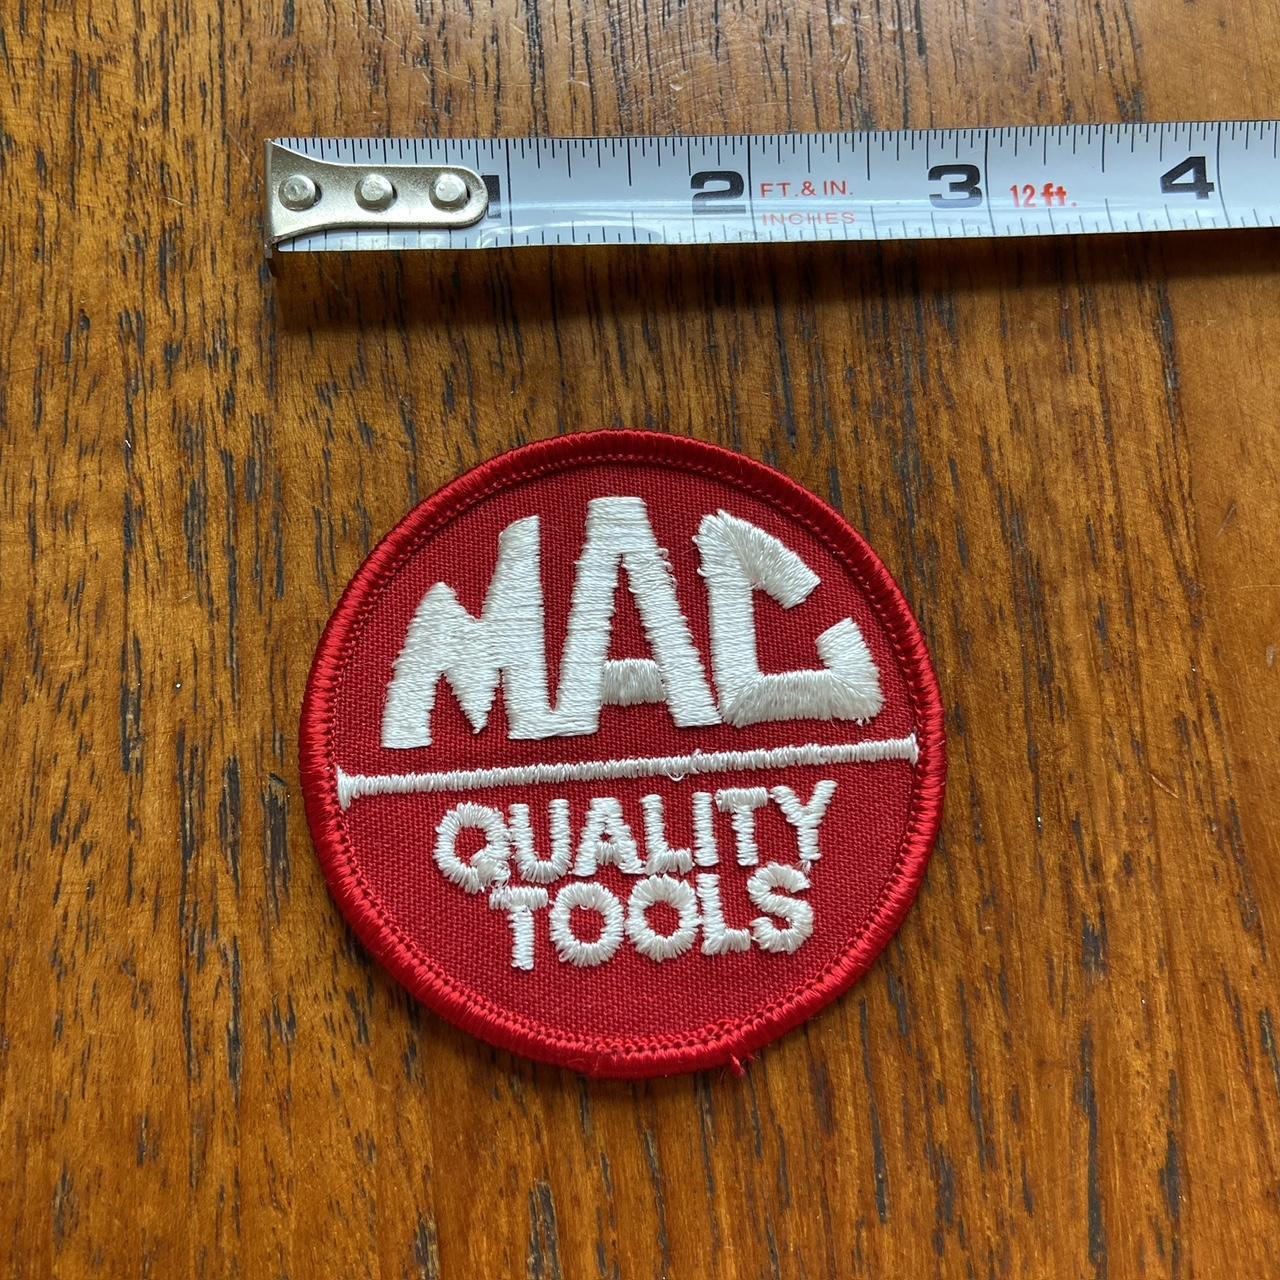 1 2 FT. & IN. 3 12 ft. 4
INCHES
MAC
QUALITY
TOOLS